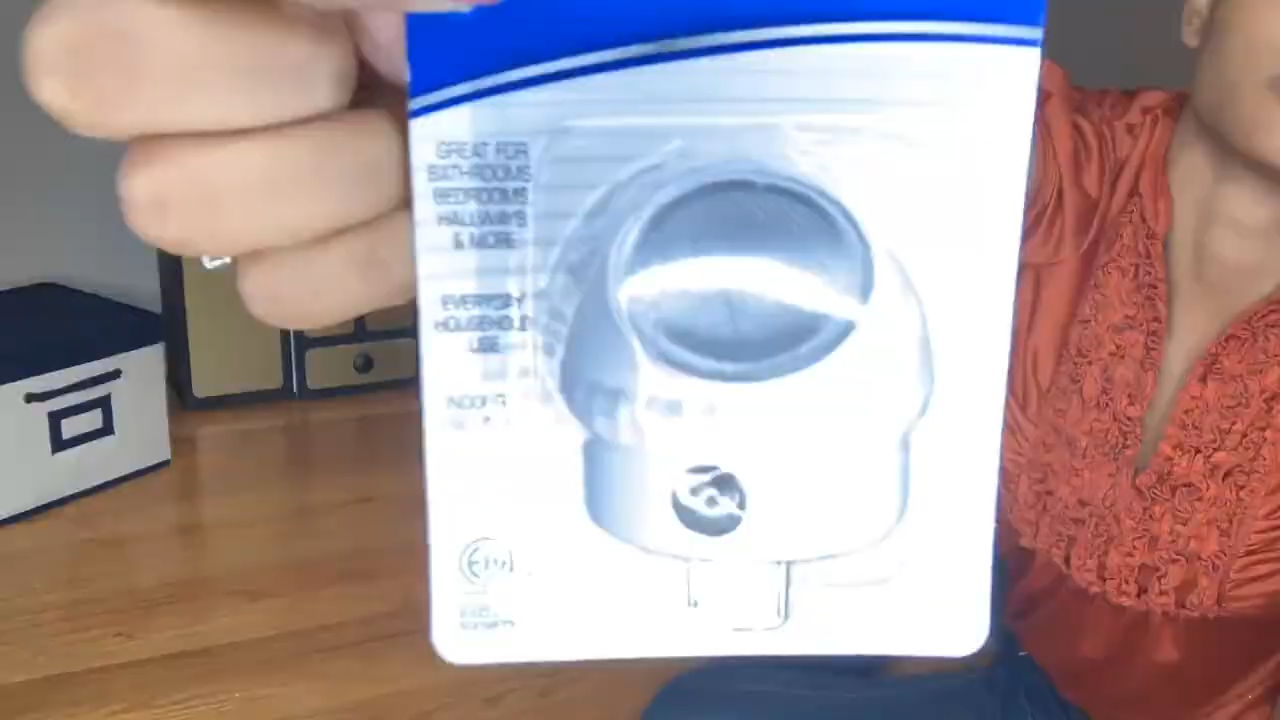 GREAT FOR
BATHROOMS
BEDROOMS
HALLWAYS
& MORE
EVERYDAY
HOUSEHOLD
USE